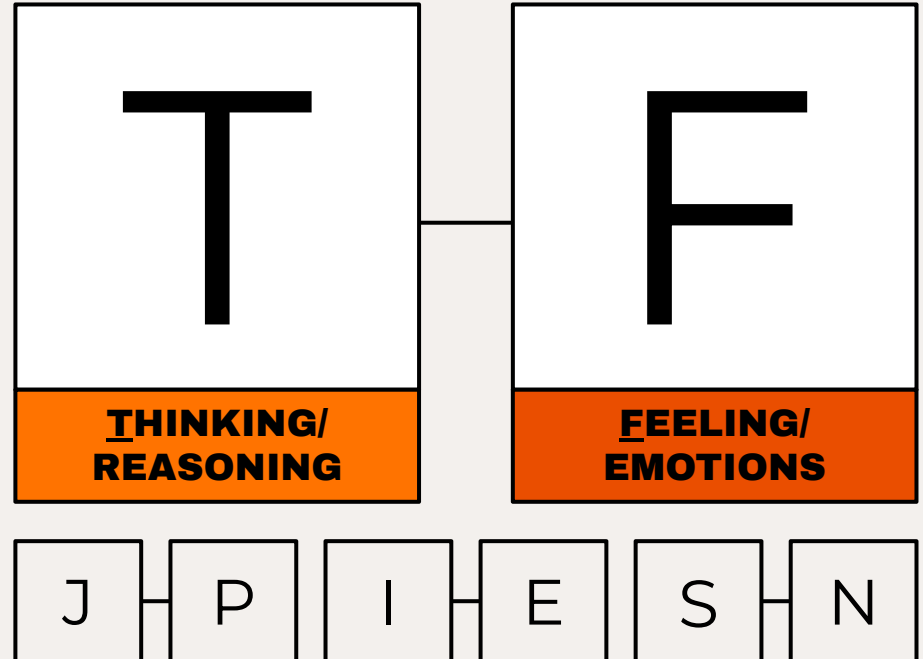 T F
THINKING/
REASONING
FEELING/
EMOTIONS
J P I E S N